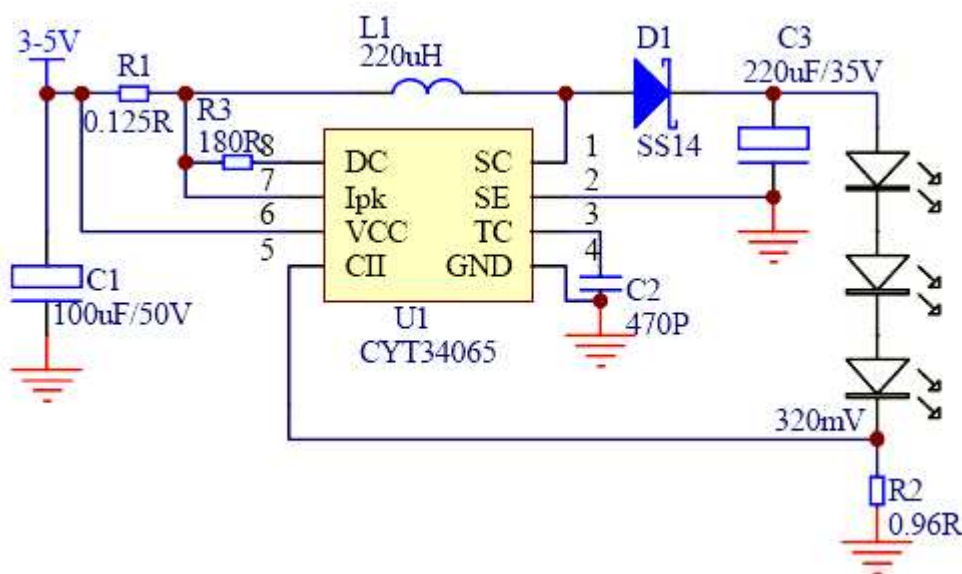 3-5V
R1
0.125R
L1
220uH
D1
SS14
C3
220uF/35V
R3
180R
8
7
6
5
DC
Ipk
VCC
CII
SC
SE
TC
GND
1
2
3
4
U1
CYT34065
C1
100uF/50V
C2
470P
320mV
R2
0.96R